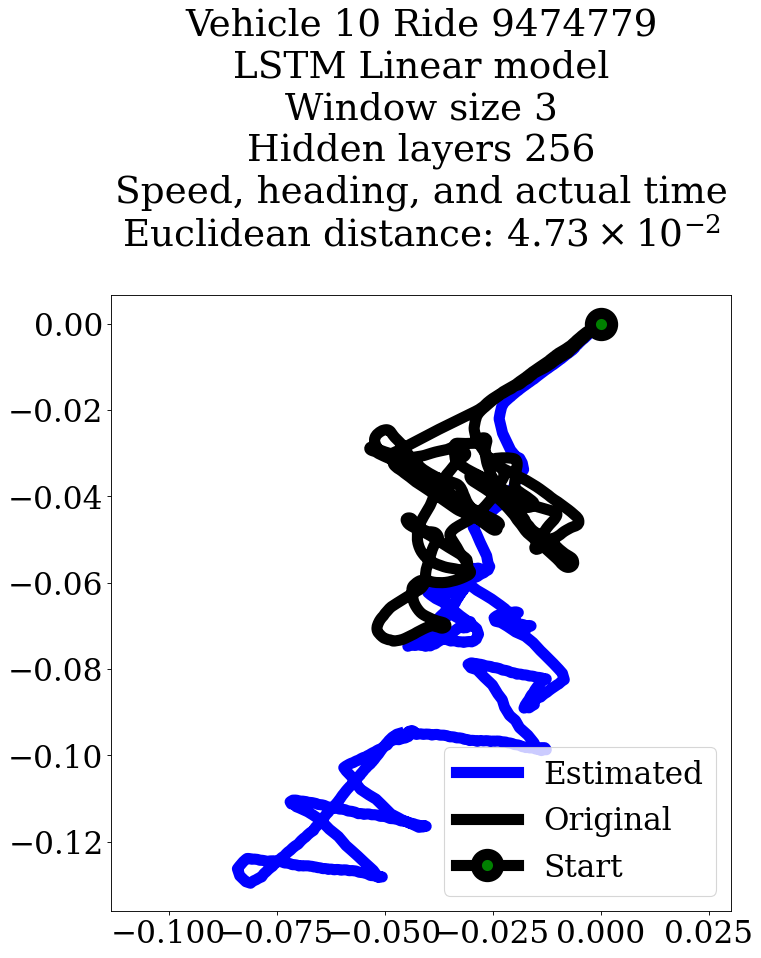 Vehicle 10 Ride 9474779
LSTM Linear model
Window size 3
Hidden layers 256
Speed, heading, and actual time
Euclidean distance: 4.73 × 10⁻²
0.00
−0.02
−0.04
−0.06
−0.08
−0.10
−0.12
Estimated
Original
Start
−0.100 −0.075 −0.050 −0.025 0.000 0.025